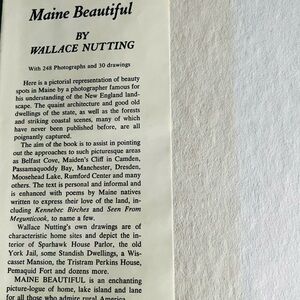 Maine Beautiful
BY
WALLACE NUTTING
With 248 Photographs and 30 drawings
Here is a pictorial representation of beauty
spots in Maine by a photographer famous for
his understanding of the New England land-
scape. The quaint architecture and good old
dwellings of the state, as well as the forests
and striking coastal scenes, many of which
have never been published before, are all
poignantly captured.
The aim of the book is to assist in pointing
out the approaches to such picturesque areas
as Belfast Cove, Maiden's Cliff in Camden,
Passamaquoddy Bay, Manchester, Dresden,
Moosehead Lake, Rumford Center and many
others. The text is personal and informal and
is enhanced with poems by Maine natives
written to express their love of the land, in-
cluding Kennebec Birches and Seen From
Megunticook, to name a few.
Wallace Nutting's own drawings are of
characteristic home sites and depict the in-
terior of Sparhawk House Parlor, the old
York Jail, some Standish Dwellings, a Wis-
casset Mansion, the Tristram Perkins House,
Pemaquid Fort and dozens more.
MAINE BEAUTIFUL is an enchanting
picture-logue of home, lake island and lane
for all those who admire rural America